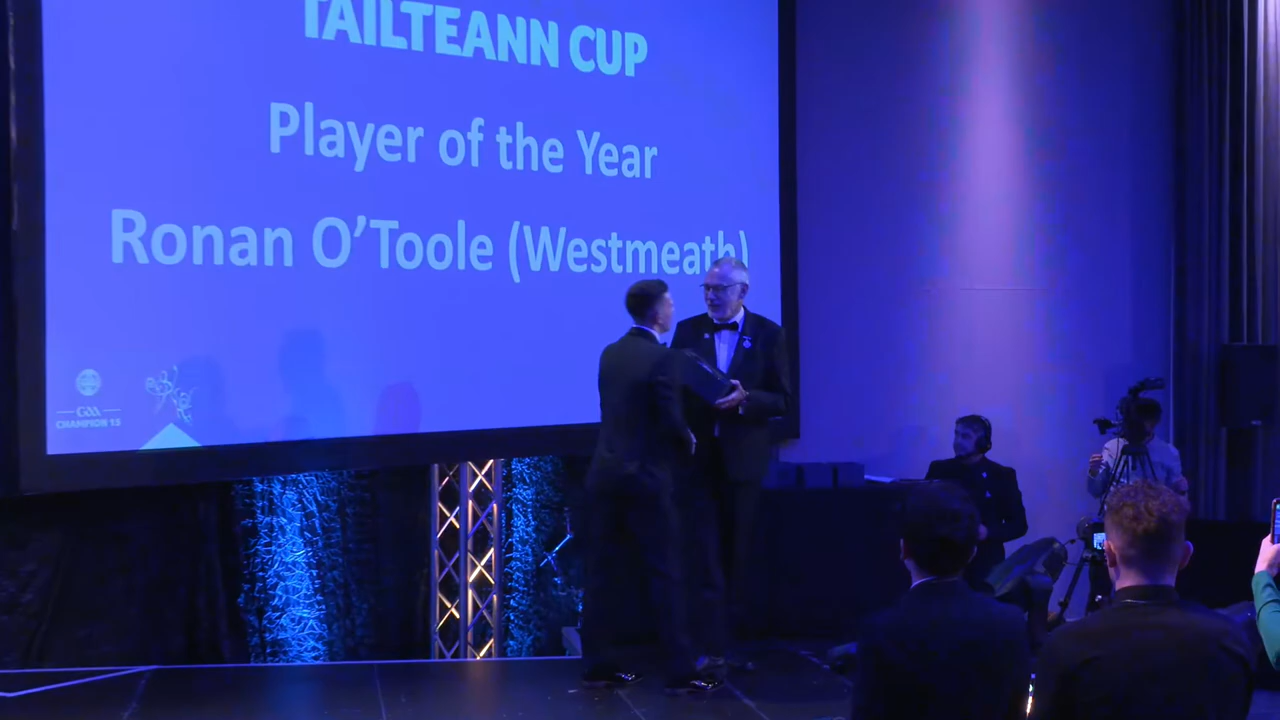 TAILTEANN CUP
Player of the Year
Ronan O'Toole (Westmeath)
GAA
CHAMPION 15